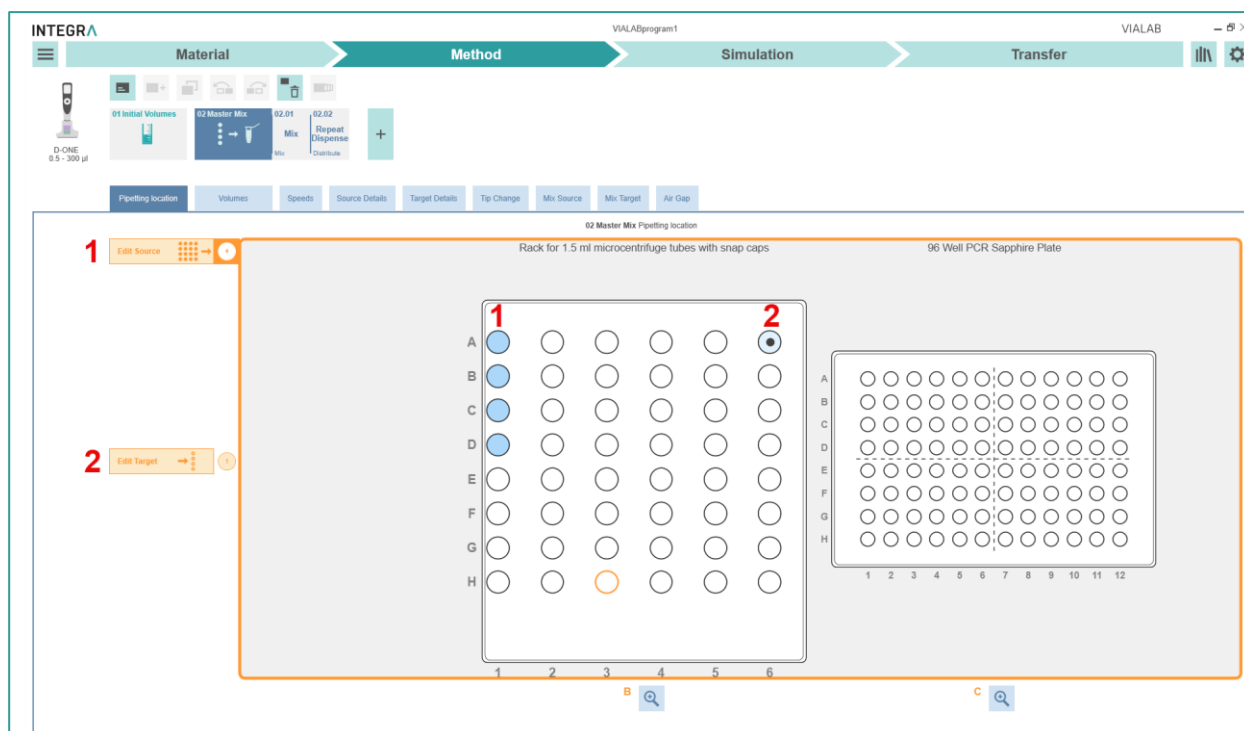 INTEGRA
VIALABprogram1
VIALAB
Material
Method
Simulation
Transfer
01 Initial Volumes
02 Master Mix
02.01
Mix
Mix
02.02
Repeat
Dispense
Distribute
+
D-ONE
0.5 - 300 µl
Pipetting location
Volumes
Speeds
Source Details
Target Details
Tip Change
Mix Source
Mix Target
Air Gap
02 Master Mix Pipetting location
1
Edit Source
1
Rack for 1.5 ml microcentrifuge tubes with snap caps
96 Well PCR Sapphire Plate
1 2
A
B
C
D
E
F
G
H
1 2 3 4 5 6
B
A
B
C
D
E
F
G
H
1 2 3 4 5 6 7 8 9 10 11 12
C
2
Edit Target
1